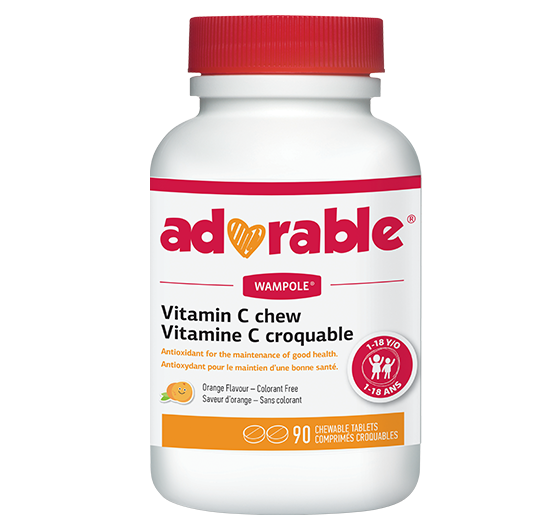 adorable®
WAMPOLE®
Vitamin C chew
Vitamine C croquable
Antioxidant for the maintenance of good health.
Antioxydant pour le maintien d'une bonne santé.
Orange Flavour – Colorant Free
Saveur d'orange – Sans colorant
1-18 Y/O
1-18 ANS
90 CHEWABLE TABLETS
COMPRIMÉS CROQUABLES